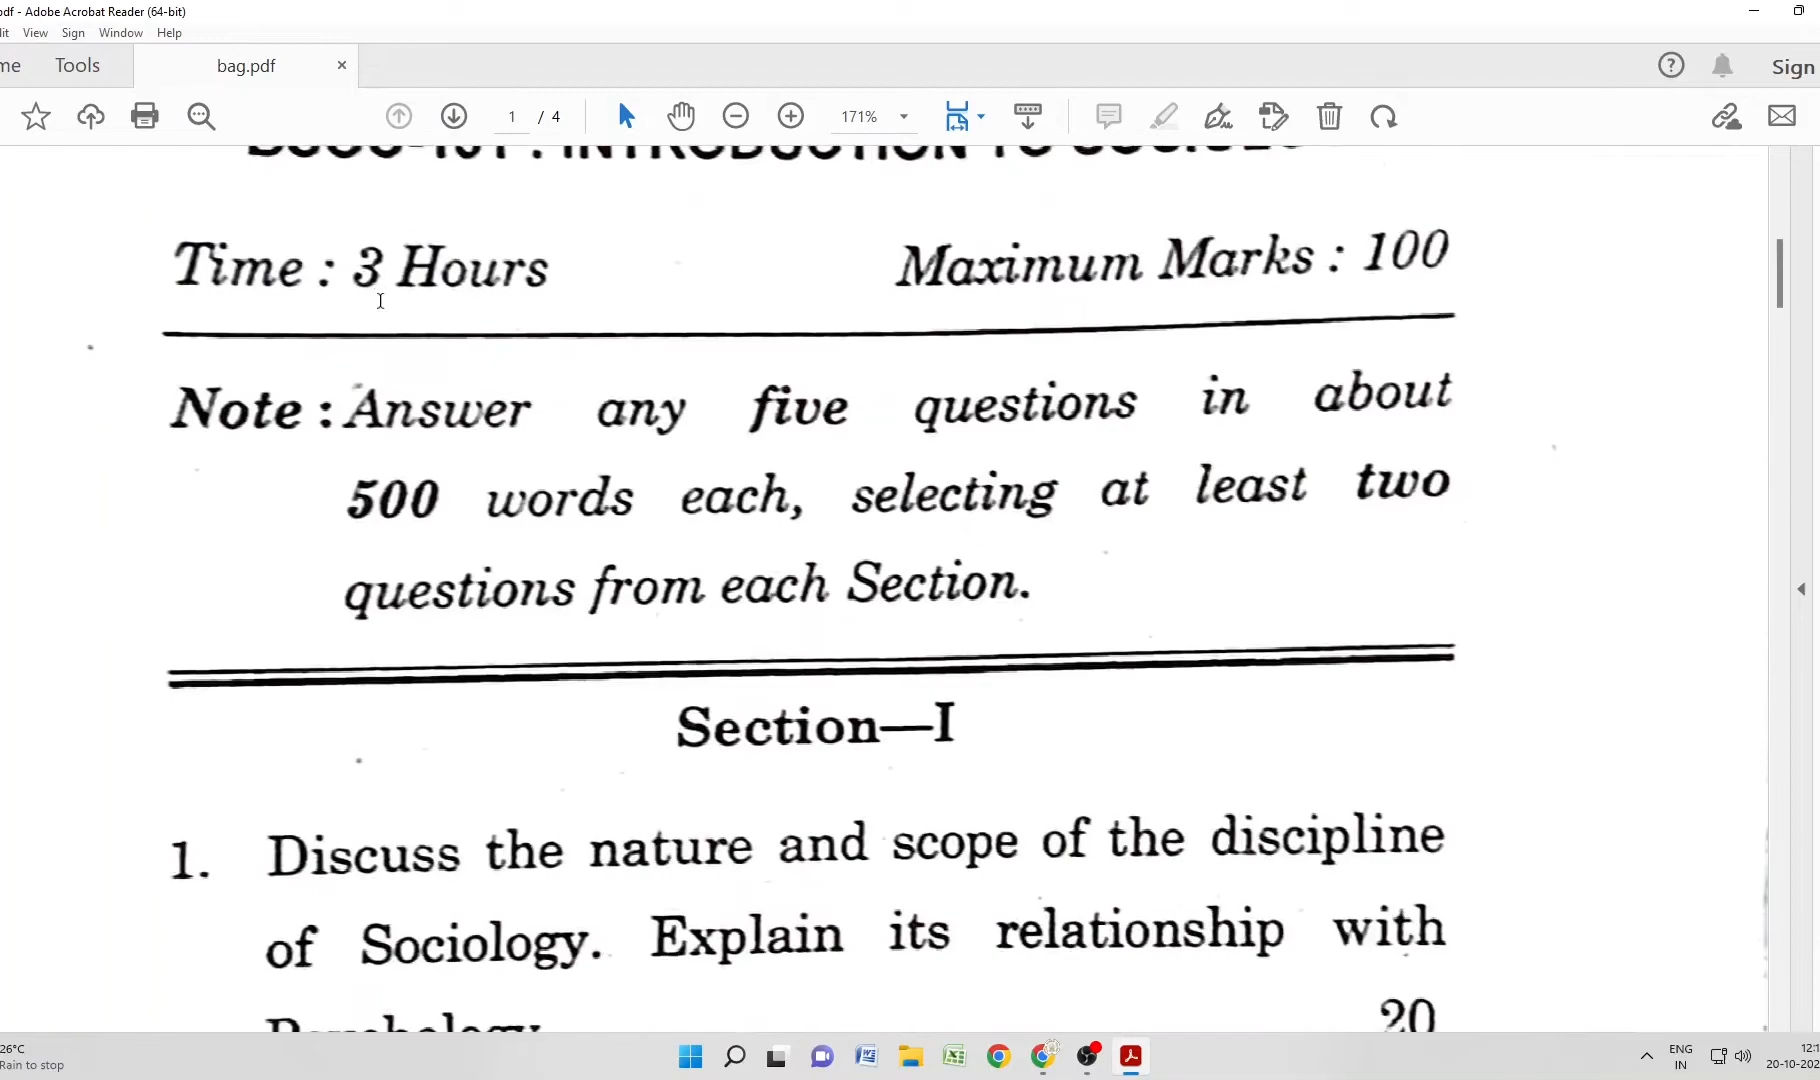 pdf - Adobe Acrobat Reader (64-bit)
View Sign Window Help
Tools bag.pdf Sign
1 / 4 171%
Time : 3 Hours Maximum Marks : 100
Note : Answer any five questions in about
500 words each, selecting at least two
questions from each Section.
Section—I
1. Discuss the nature and scope of the discipline
of Sociology. Explain its relationship with
Psychology. 20
26°C
Rain to stop
ENG
IN